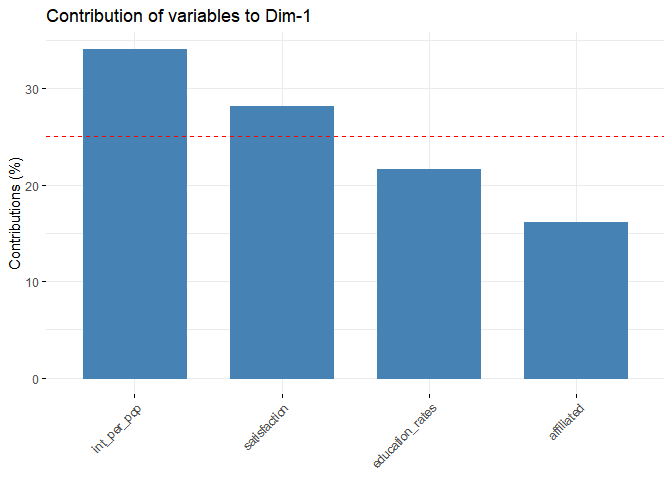 Contribution of variables to Dim-1
Contributions (%)
30
20
10
0
int_per_pop
satisfaction
education_rates
affiliated